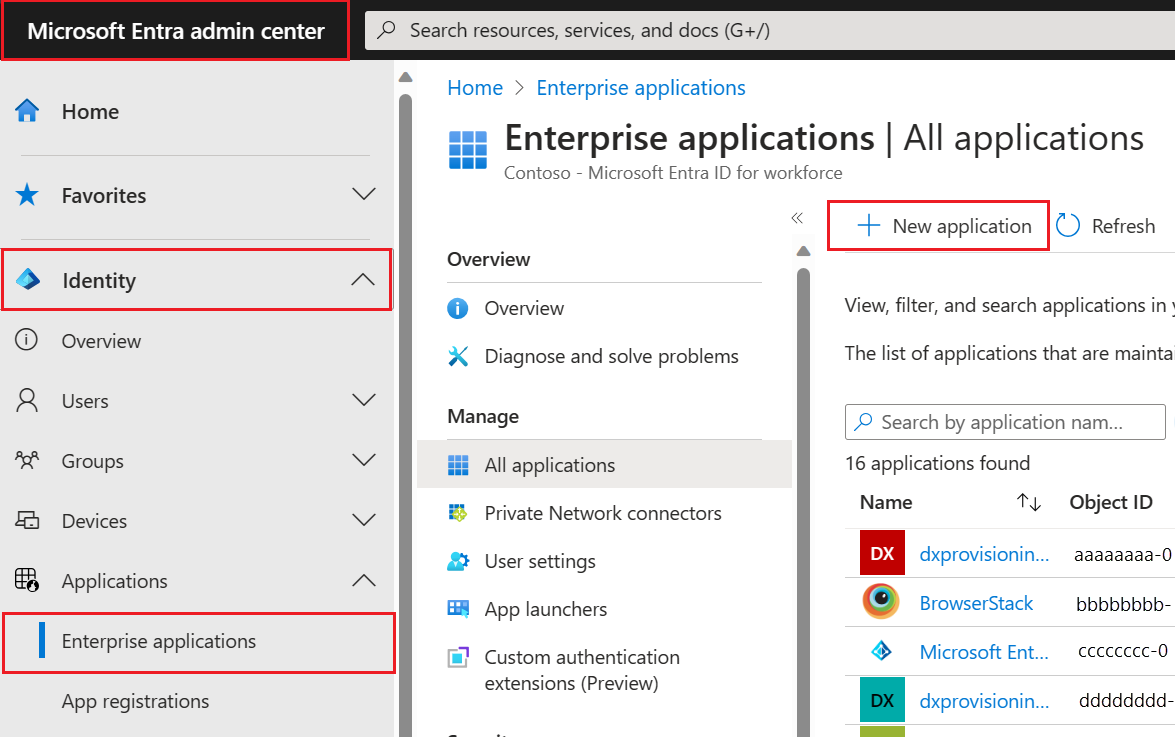 Microsoft Entra admin center
Search resources, services, and docs (G+/)
Home
Favorites
Identity
Overview
Users
Groups
Devices
Applications
Enterprise applications
App registrations
Home > Enterprise applications
Enterprise applications | All applications
Contoso - Microsoft Entra ID for workforce
Overview
Overview
Diagnose and solve problems
Manage
All applications
Private Network connectors
User settings
App launchers
Custom authentication
extensions (Preview)
New application Refresh
View, filter, and search applications in
The list of applications that are mainta
Search by application nam...
16 applications found
Name Object ID
DX dxprovisionin... aaaaaaaa-0
BrowserStack bbbbbbbb-
Microsoft Ent... cccccccc-0
DX dxprovisionin... dddddddd-